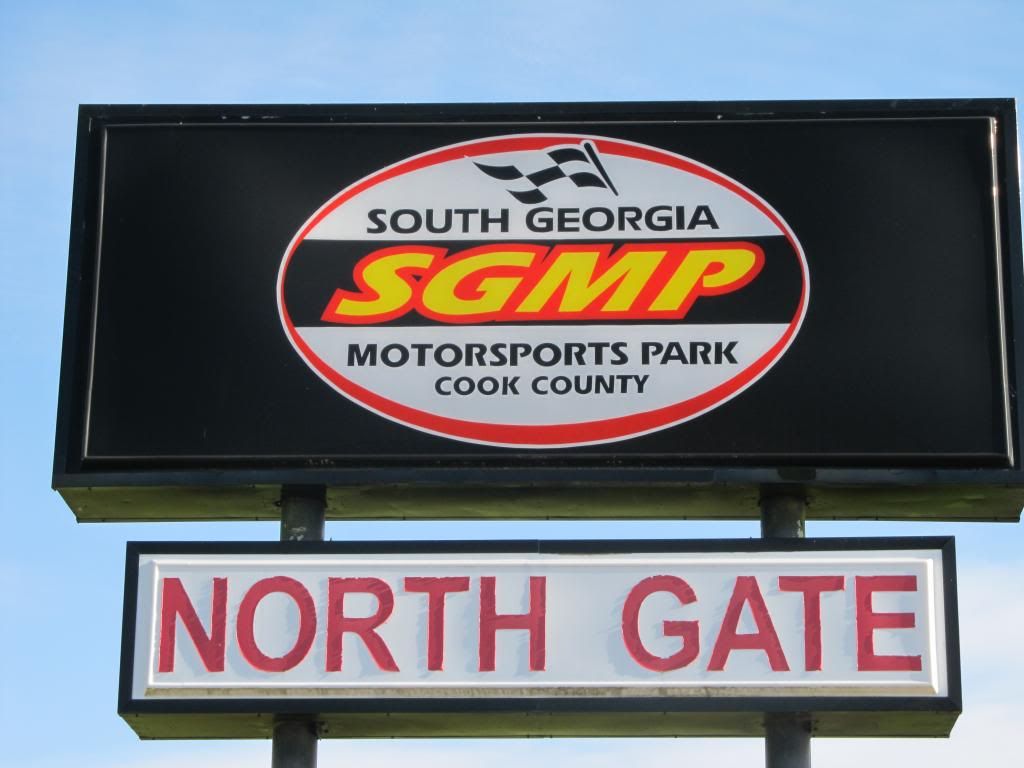 SOUTH GEORGIA
SGMP
MOTORSPORTS PARK
COOK COUNTY
NORTH GATE